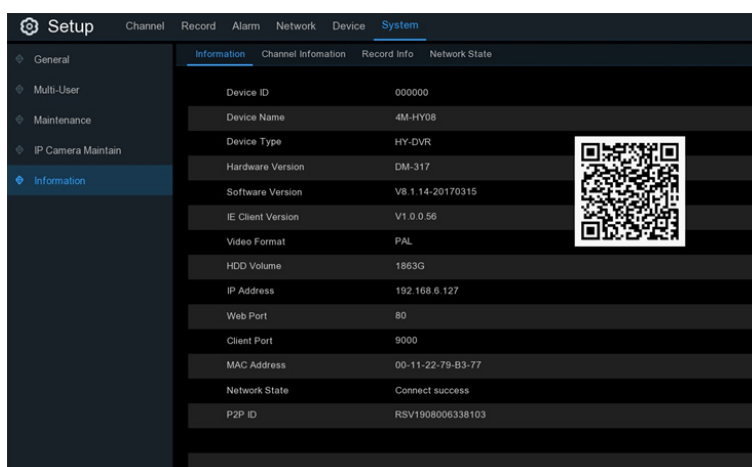 Setup Channel Record Alarm Network Device System
General
Multi-User
Maintenance
IP Camera Maintain
Information
Information Channel Infomation Record Info Network State
Device ID 000000
Device Name 4M-HY08
Device Type HY-DVR
Hardware Version DM-317
Software Version V8.1.14-20170315
IE Client Version V1.0.0.56
Video Format PAL
HDD Volume 1863G
IP Address 192.168.6.127
Web Port 80
Client Port 9000
MAC Address 00-11-22-79-B3-77
Network State Connect success
P2P ID RSV1908006338103